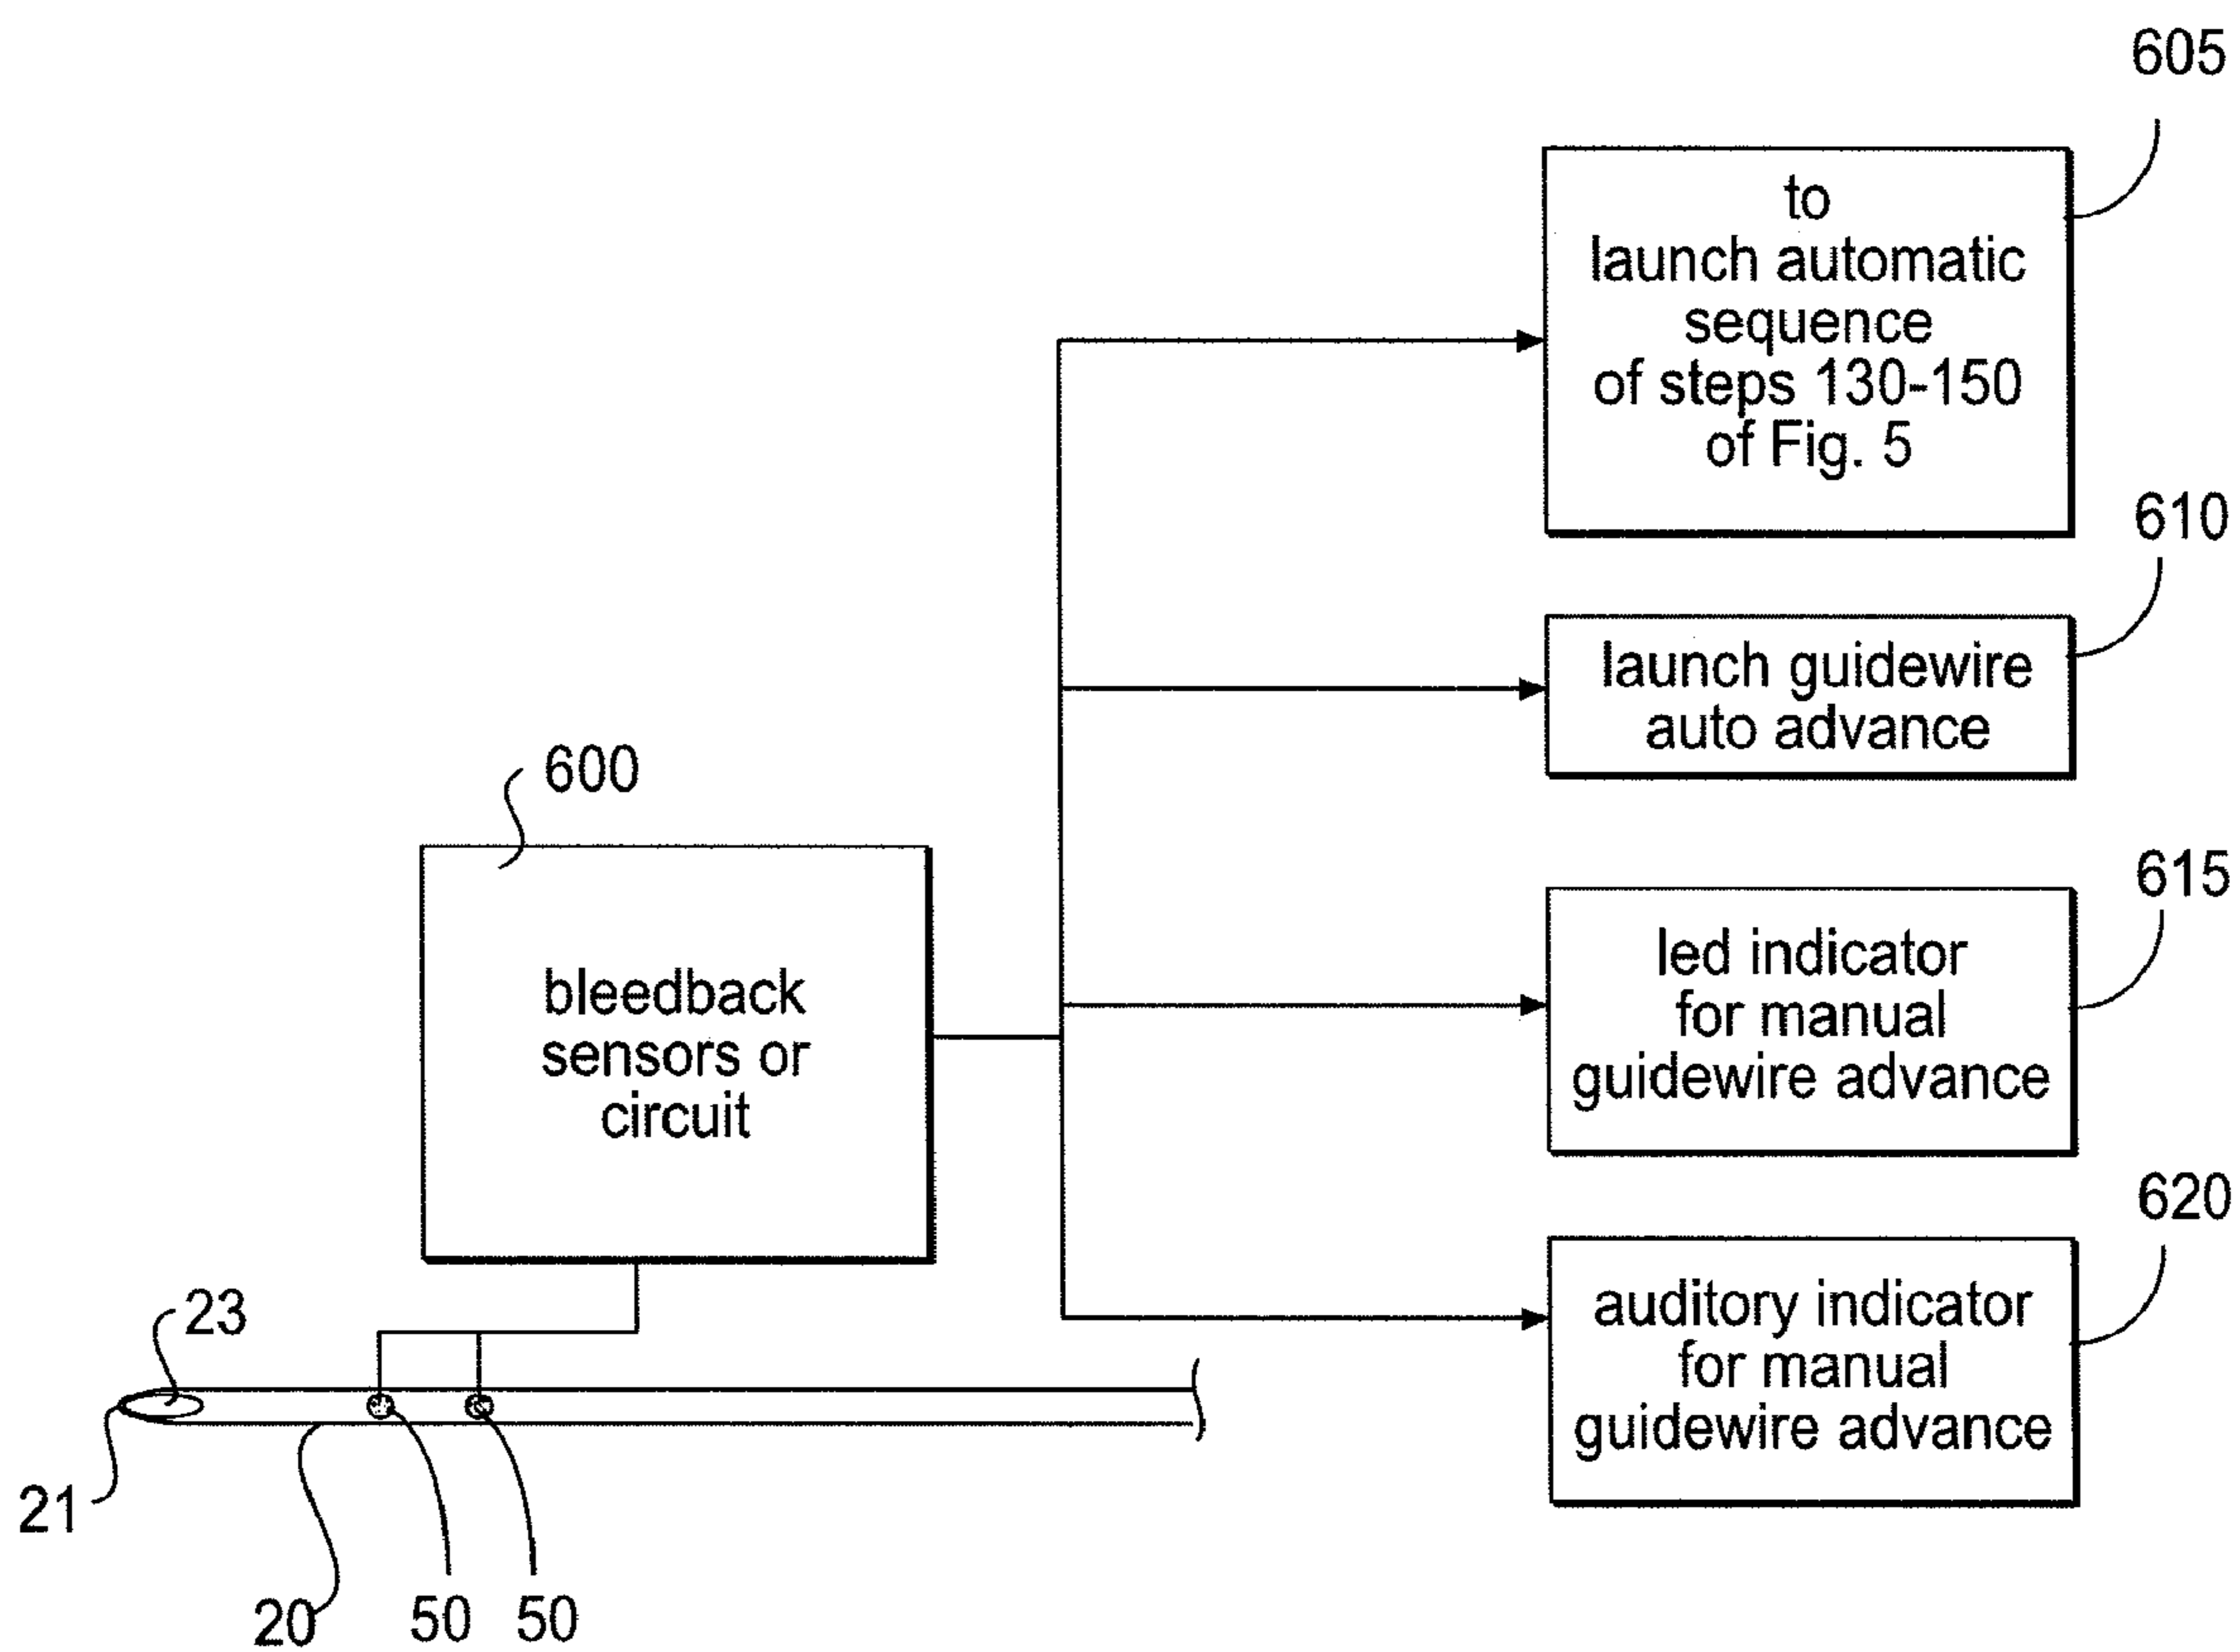 605
to
launch automatic
sequence
of steps 130-150
of Fig. 5
610
launch guidewire
auto advance
600
bleedback
sensors or
circuit
615
led indicator
for manual
guidewire advance
620
auditory indicator
for manual
guidewire advance
23
21
20
50
50